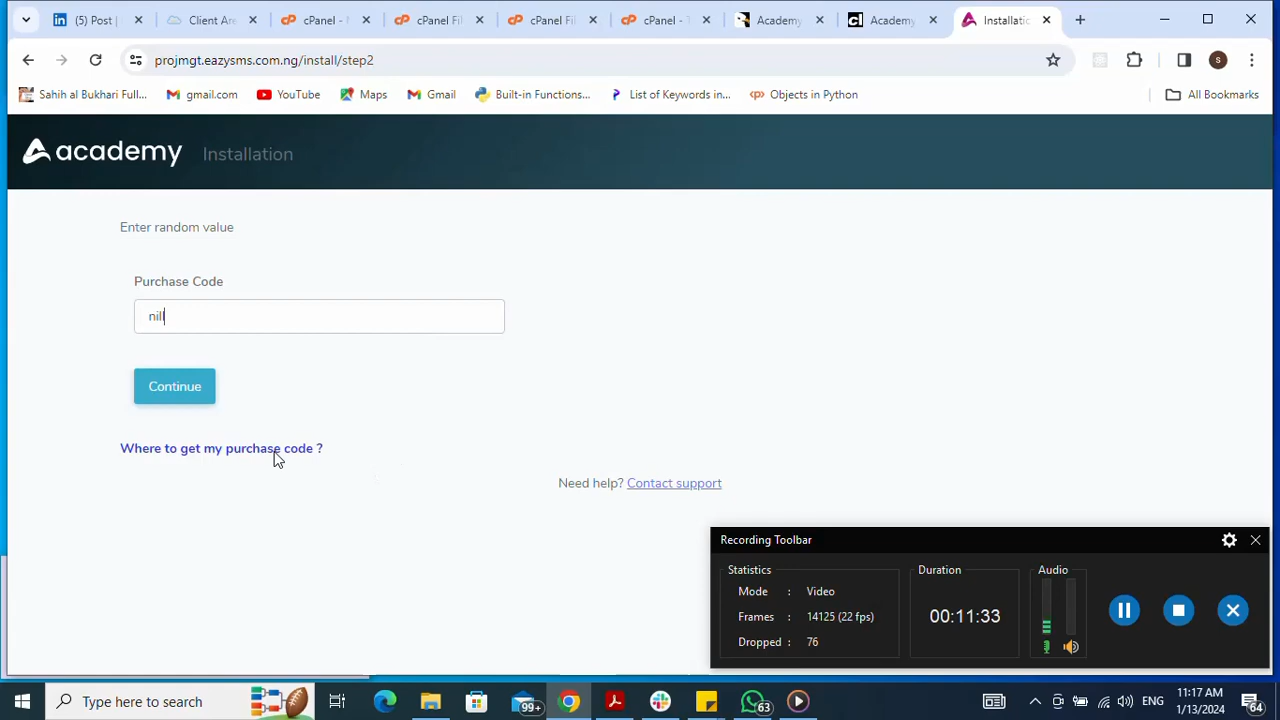 (5) Post |
Client Are
cPanel - M
cPanel Fil
cPanel Fil
cPanel - T
Academy
Academy
Installatio
projmgt.eazysms.com.ng/install/step2
S
Sahih al Bukhari Full...
gmail.com
YouTube
Maps
Gmail
Built-in Functions...
List of Keywords in...
Objects in Python
All Bookmarks
academy
Installation
Enter random value
Purchase Code
nill
Continue
Where to get my purchase code ?
Need help? Contact support
Recording Toolbar
Statistics
Mode : Video
Frames : 14125 (22 fps)
Dropped : 76
Duration
00:11:33
Audio
Type here to search
99+
63
ENG
11:17 AM
1/13/2024
64